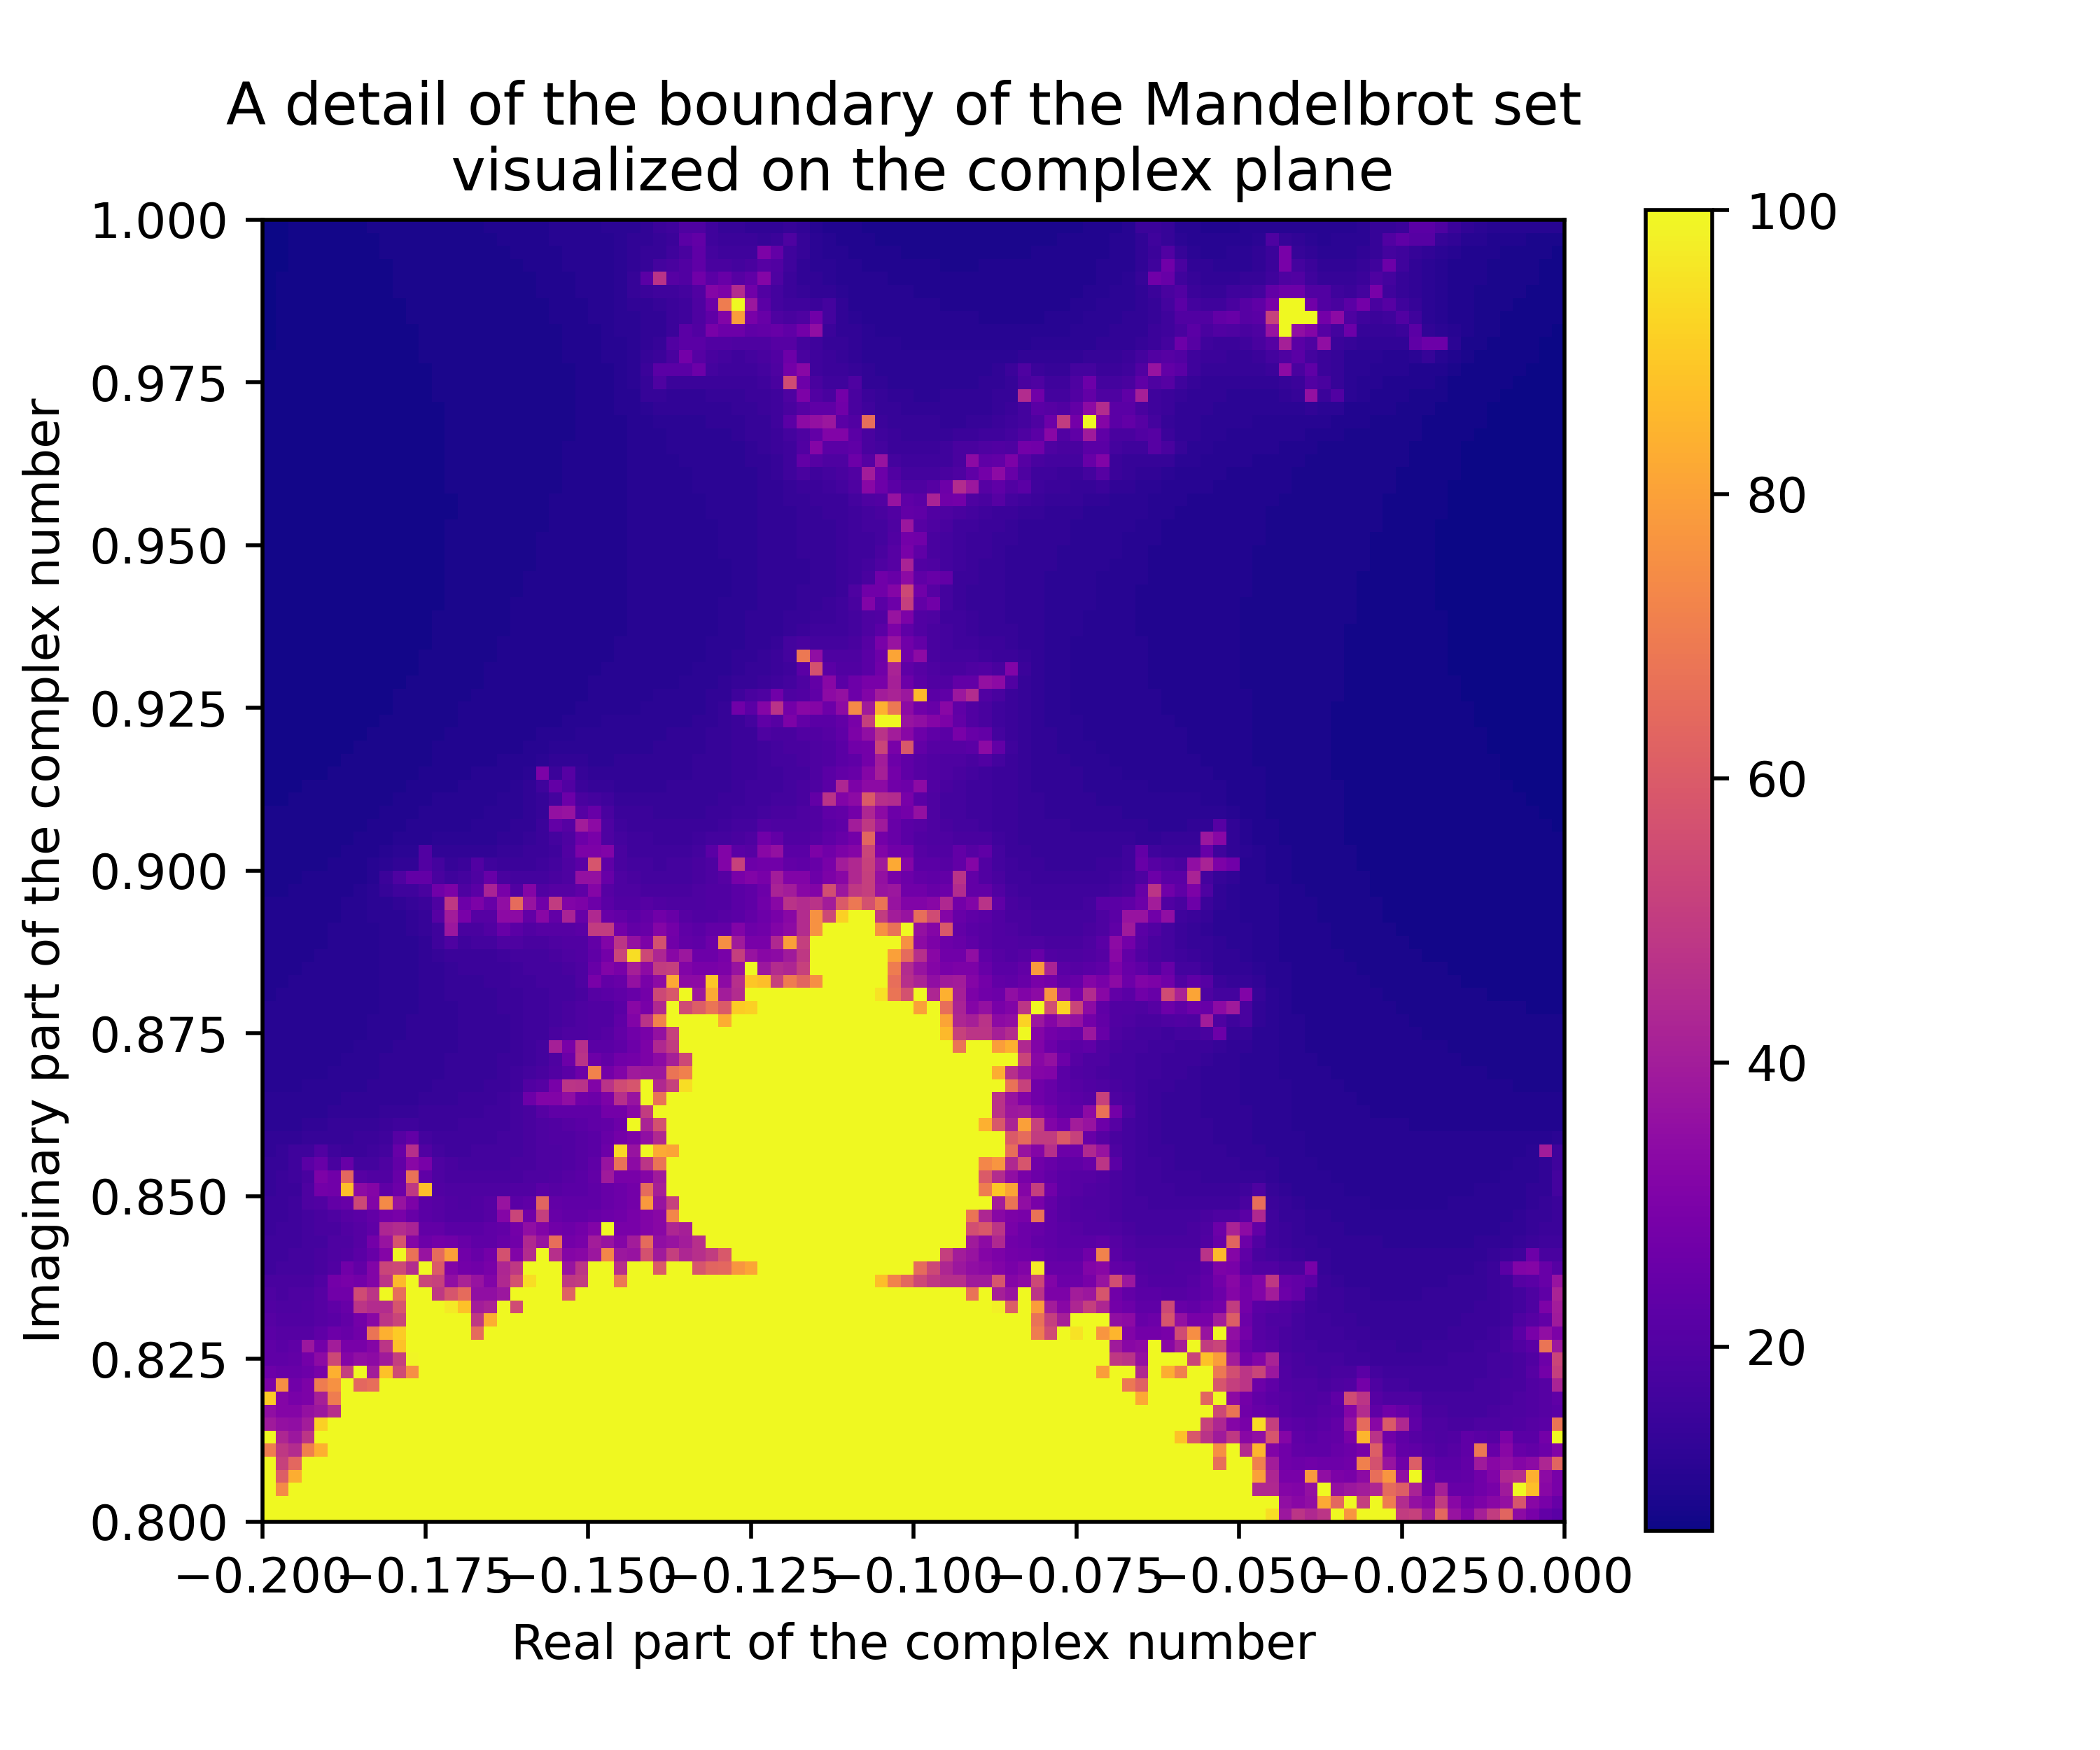 A detail of the boundary of the Mandelbrot set
visualized on the complex plane
1.000
0.975
0.950
0.925
0.900
0.875
0.850
0.825
0.800
Imaginary part of the complex number
−0.200 −0.175 −0.150 −0.125 −0.100 −0.075 −0.050 −0.025 0.000
Real part of the complex number
100
80
60
40
20